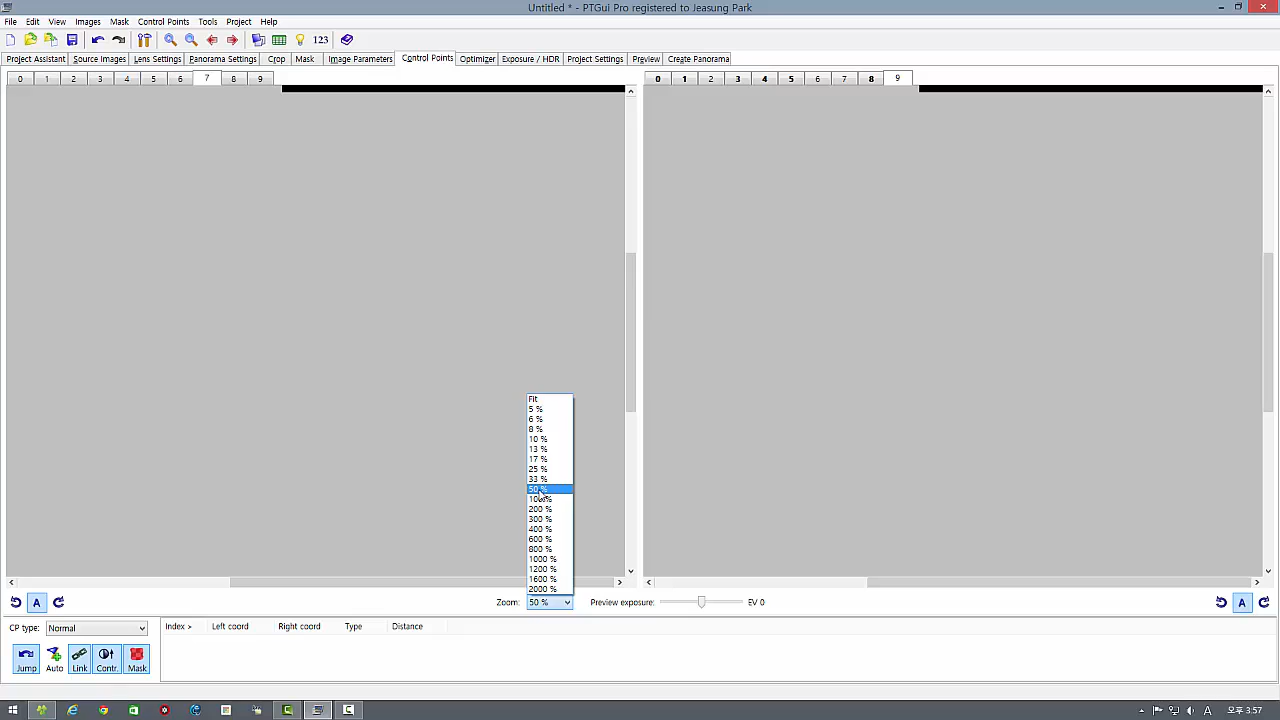 Untitled * - PTGui Pro registered to Jeasung Park
File Edit View Images Mask Control Points Tools Project Help
123
Project Assistant Source Images Lens Settings Panorama Settings Crop Mask Image Parameters Control Points Optimizer Exposure / HDR Project Settings Preview Create Panorama
0 1 2 3 4 5 6 7 8 9 0 1 2 3 4 5 6 7 8 9
Fit
5 %
6 %
8 %
10 %
13 %
17 %
25 %
33 %
50 %
100 %
200 %
300 %
400 %
600 %
800 %
1000 %
1200 %
1600 %
2000 %
A Zoom: 50 % Preview exposure: EV 0 A
CP type: Normal Index > Left coord Right coord Type Distance
Jump Auto Link Contr. Mask
A 오후 3:57